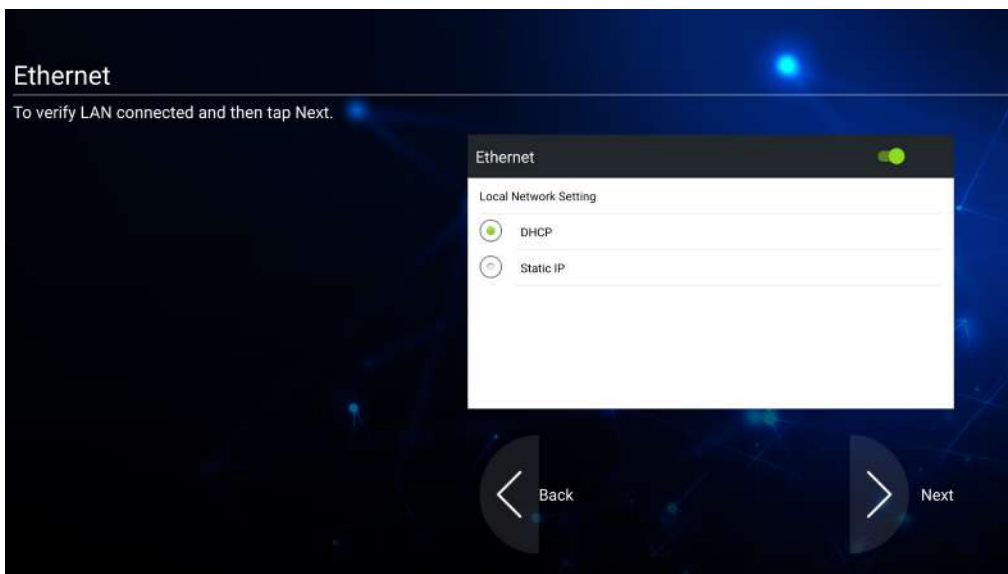 Ethernet
To verify LAN connected and then tap Next.
Ethernet
Local Network Setting
DHCP
Static IP
Back
Next